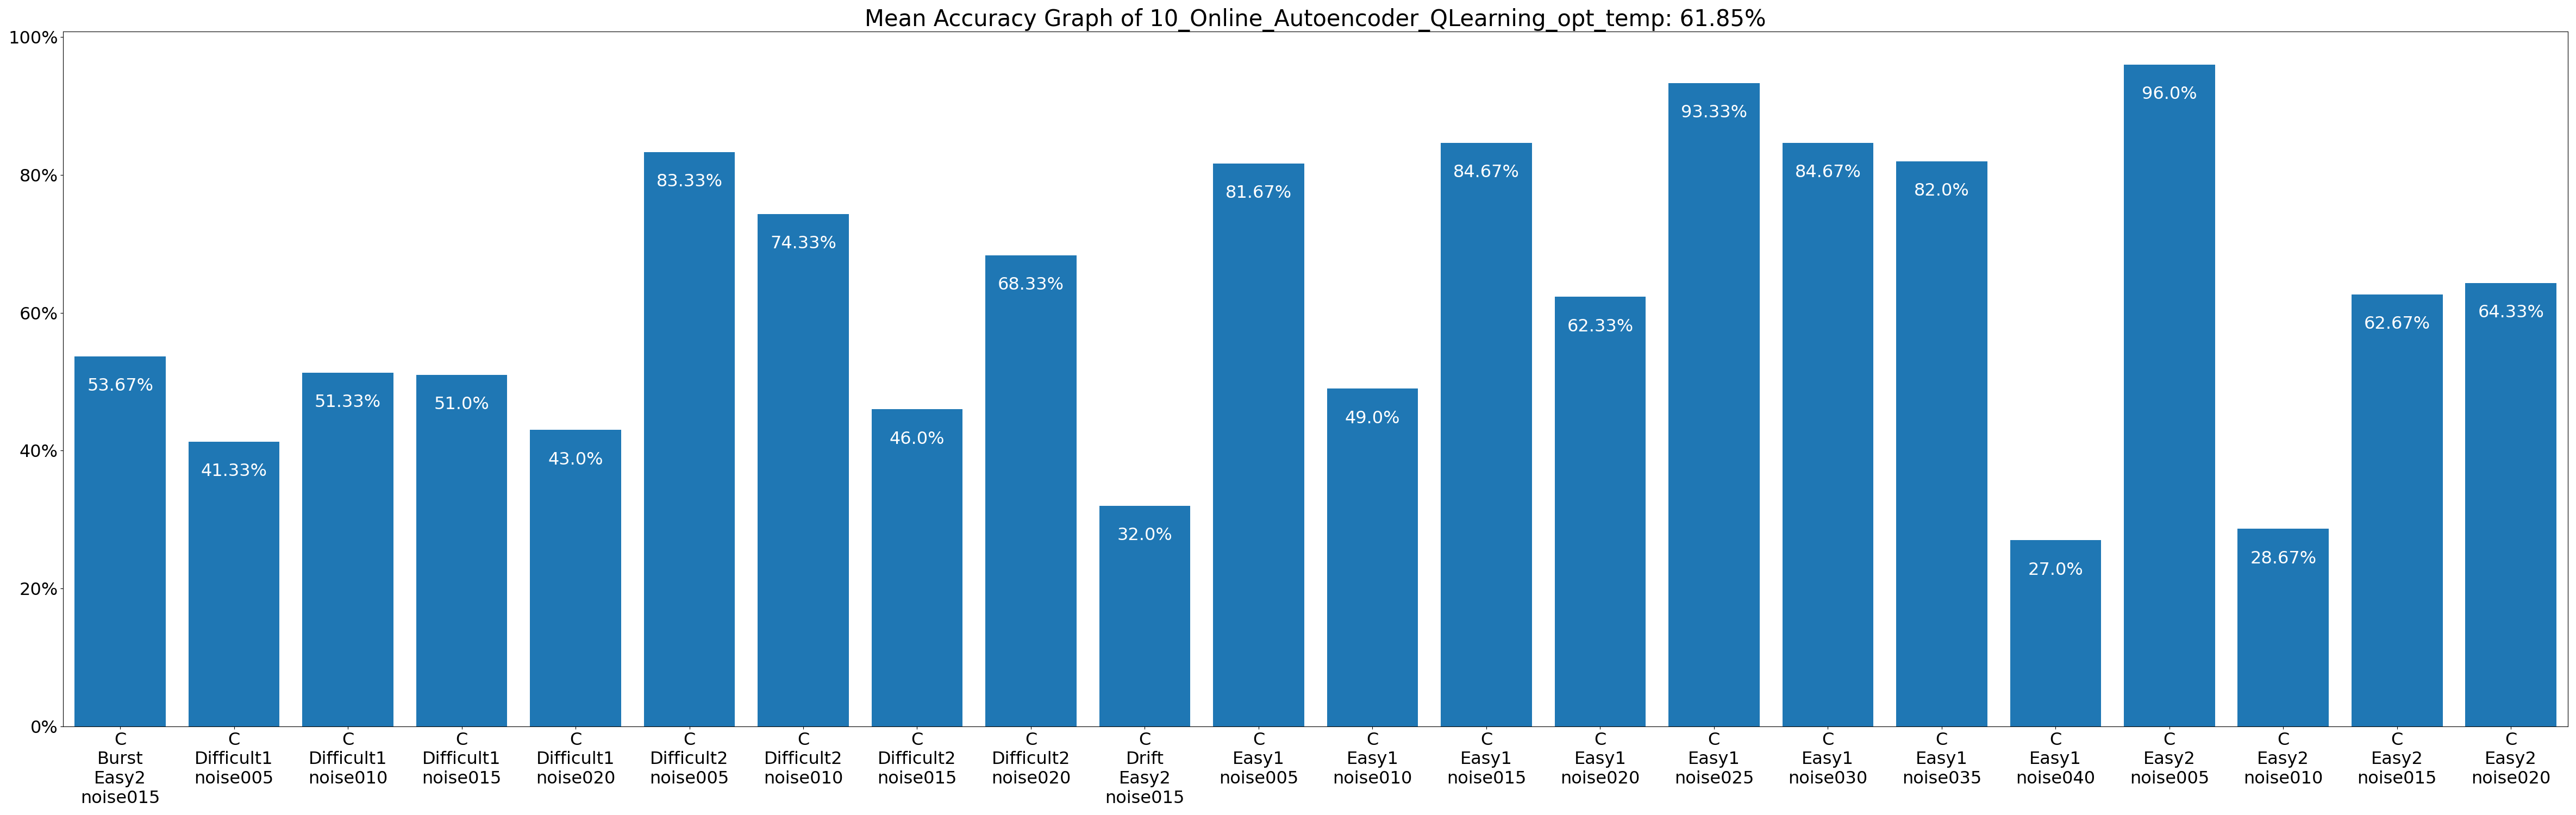 Mean Accuracy Graph of 10_Online_Autoencoder_QLearning_opt_temp: 61.85%
100%
80%
60%
40%
20%
0%
53.67%
41.33%
51.33%
51.0%
43.0%
83.33%
74.33%
46.0%
68.33%
32.0%
81.67%
49.0%
84.67%
62.33%
93.33%
84.67%
82.0%
27.0%
96.0%
28.67%
62.67%
64.33%
C
Burst
Easy2
noise015
C
Difficult1
noise005
C
Difficult1
noise010
C
Difficult1
noise015
C
Difficult1
noise020
C
Difficult2
noise005
C
Difficult2
noise010
C
Difficult2
noise015
C
Difficult2
noise020
C
Drift
Easy2
noise015
C
Easy1
noise005
C
Easy1
noise010
C
Easy1
noise015
C
Easy1
noise020
C
Easy1
noise025
C
Easy1
noise030
C
Easy1
noise035
C
Easy1
noise040
C
Easy2
noise005
C
Easy2
noise010
C
Easy2
noise015
C
Easy2
noise020